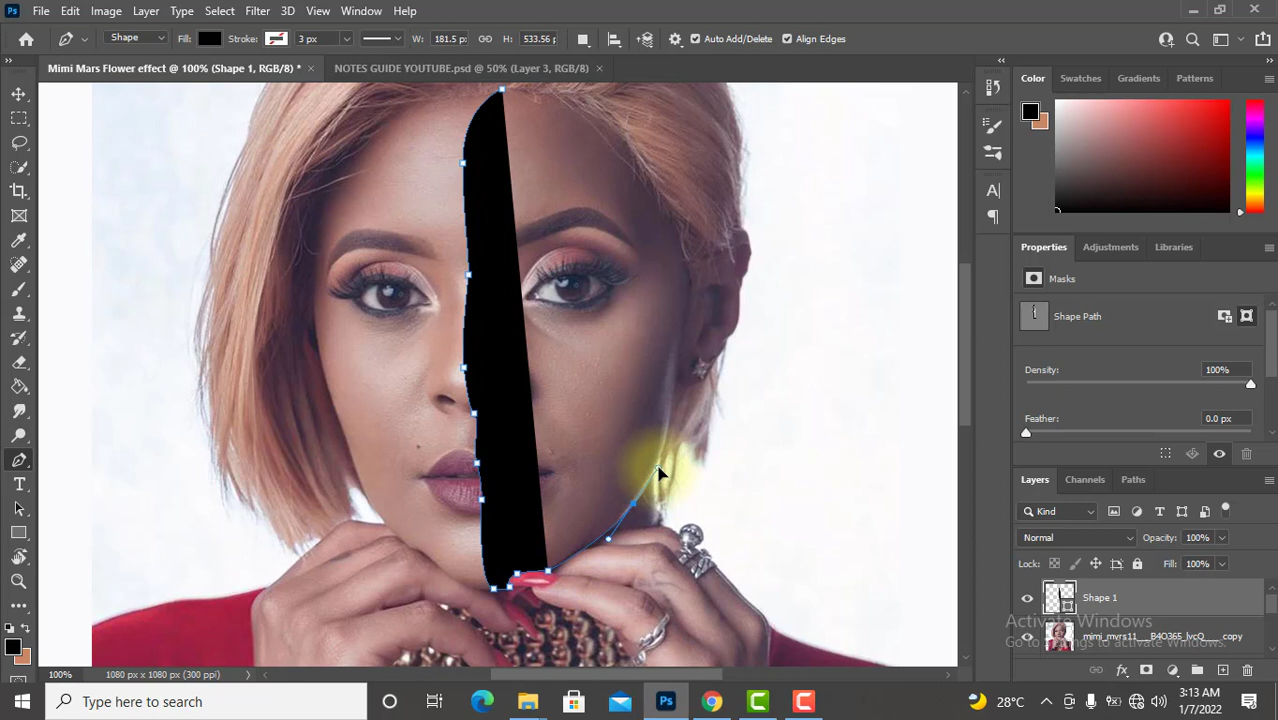 Ps File Edit Image Layer Type Select Filter 3D View Window Help
Shape Fill: Stroke: 3 px W: 181.5 p H: 533.56 p Auto Add/Delete Align Edges
Mimi Mars Flower effect @ 100% (Shape 1, RGB/8) * × NOTES GUIDE YOUTUBE.psd @ 50% (Layer 3, RGB/8) ×
Color Swatches Gradients Patterns
Properties Adjustments Libraries
Masks
Shape Path
Density: 100%
Feather: 0.0 px
Layers Channels Paths
Kind
Normal Opacity: 100%
Lock: Fill: 100%
Shape 1
Activate Windows
Go to Settings to activate Windows.
100% 1080 px x 1080 px (300 ppi)
Type here to search
Ps
28°C
3:13 AM
1/7/2022